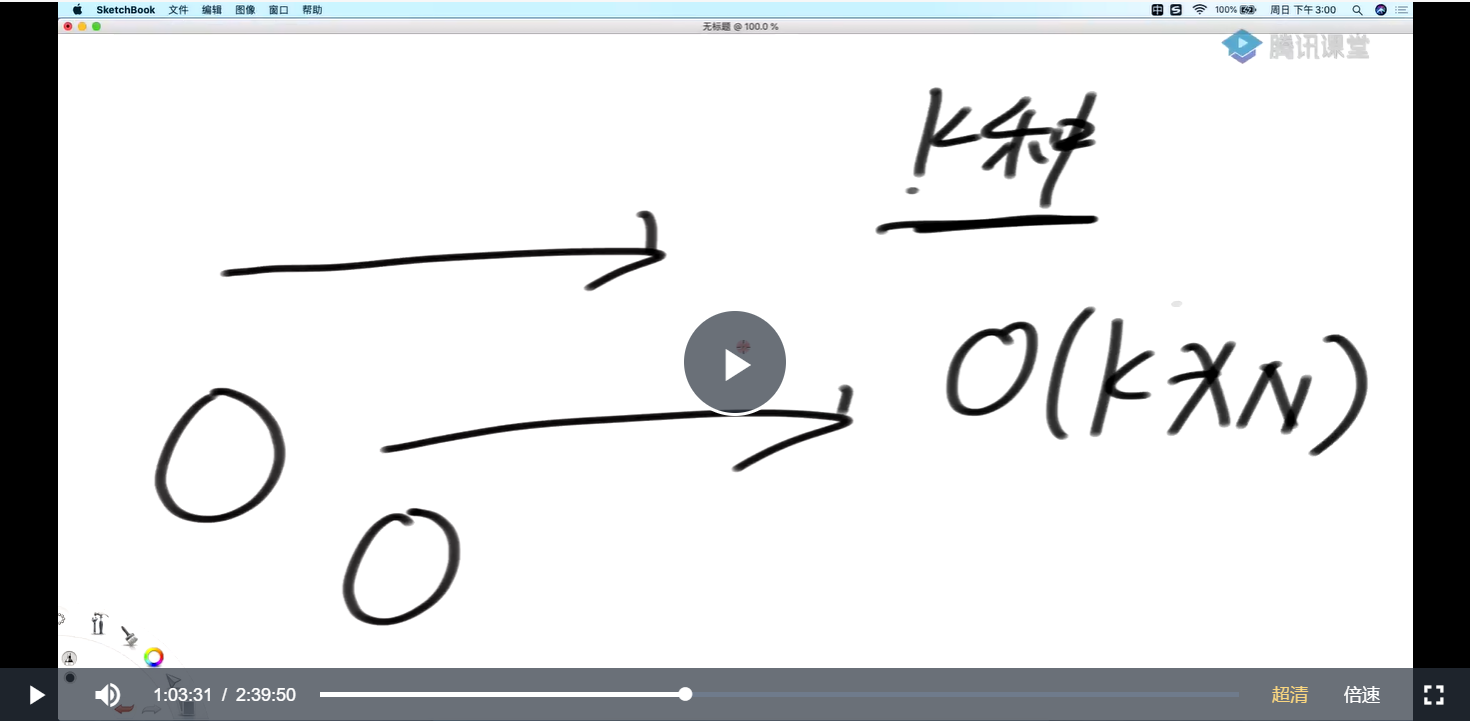 SketchBook 文件 编辑 图像 窗口 帮助 100% 周日 下午3:00
无标题 @ 100.0 %
腾讯课堂
K种
O(K×N)
1:03:31 / 2:39:50 超清 倍速